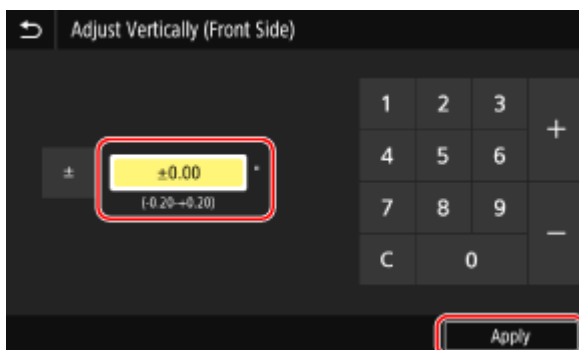 Adjust Vertically (Front Side)
1 2 3 +
4 5 6
± ±0.00 °
(-0.20-+0.20)
7 8 9 −
C 0
Apply